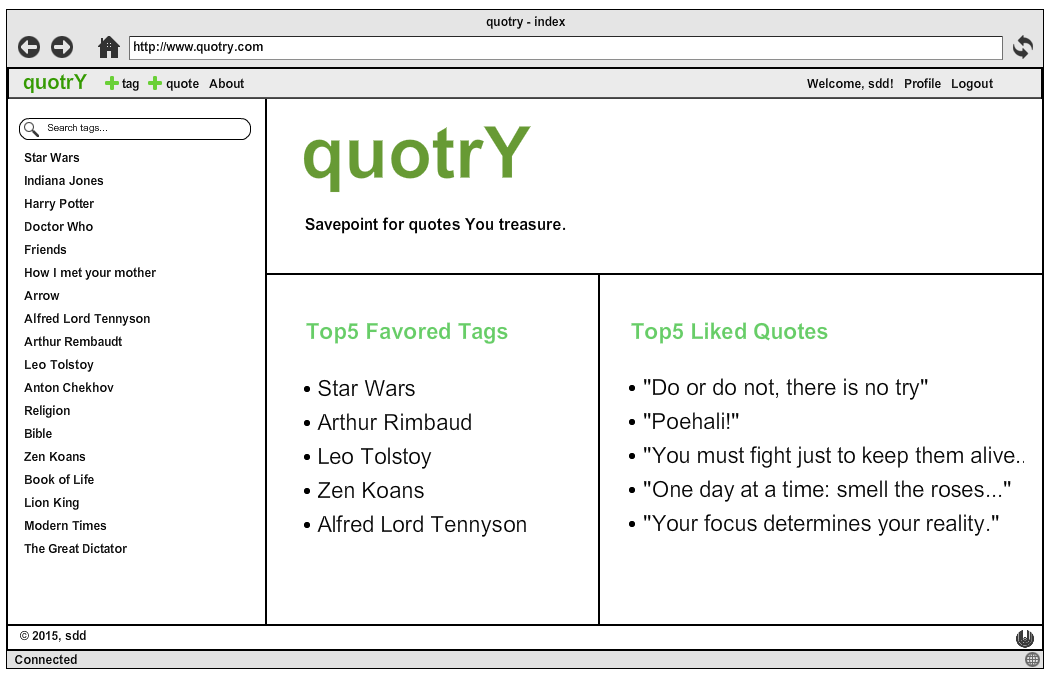 quotry - index
http://www.quotry.com
quotrY tag quote About Welcome, sdd! Profile Logout
Search tags...
Star Wars
Indiana Jones
Harry Potter
Doctor Who
Friends
How I met your mother
Arrow
Alfred Lord Tennyson
Arthur Rembaudt
Leo Tolstoy
Anton Chekhov
Religion
Bible
Zen Koans
Book of Life
Lion King
Modern Times
The Great Dictator
quotrY
Savepoint for quotes You treasure.
Top5 Favored Tags
• Star Wars
• Arthur Rimbaud
• Leo Tolstoy
• Zen Koans
• Alfred Lord Tennyson
Top5 Liked Quotes
• "Do or do not, there is no try"
• "Poehali!"
• "You must fight just to keep them alive..
• "One day at a time: smell the roses..."
• "Your focus determines your reality."
© 2015, sdd
Connected